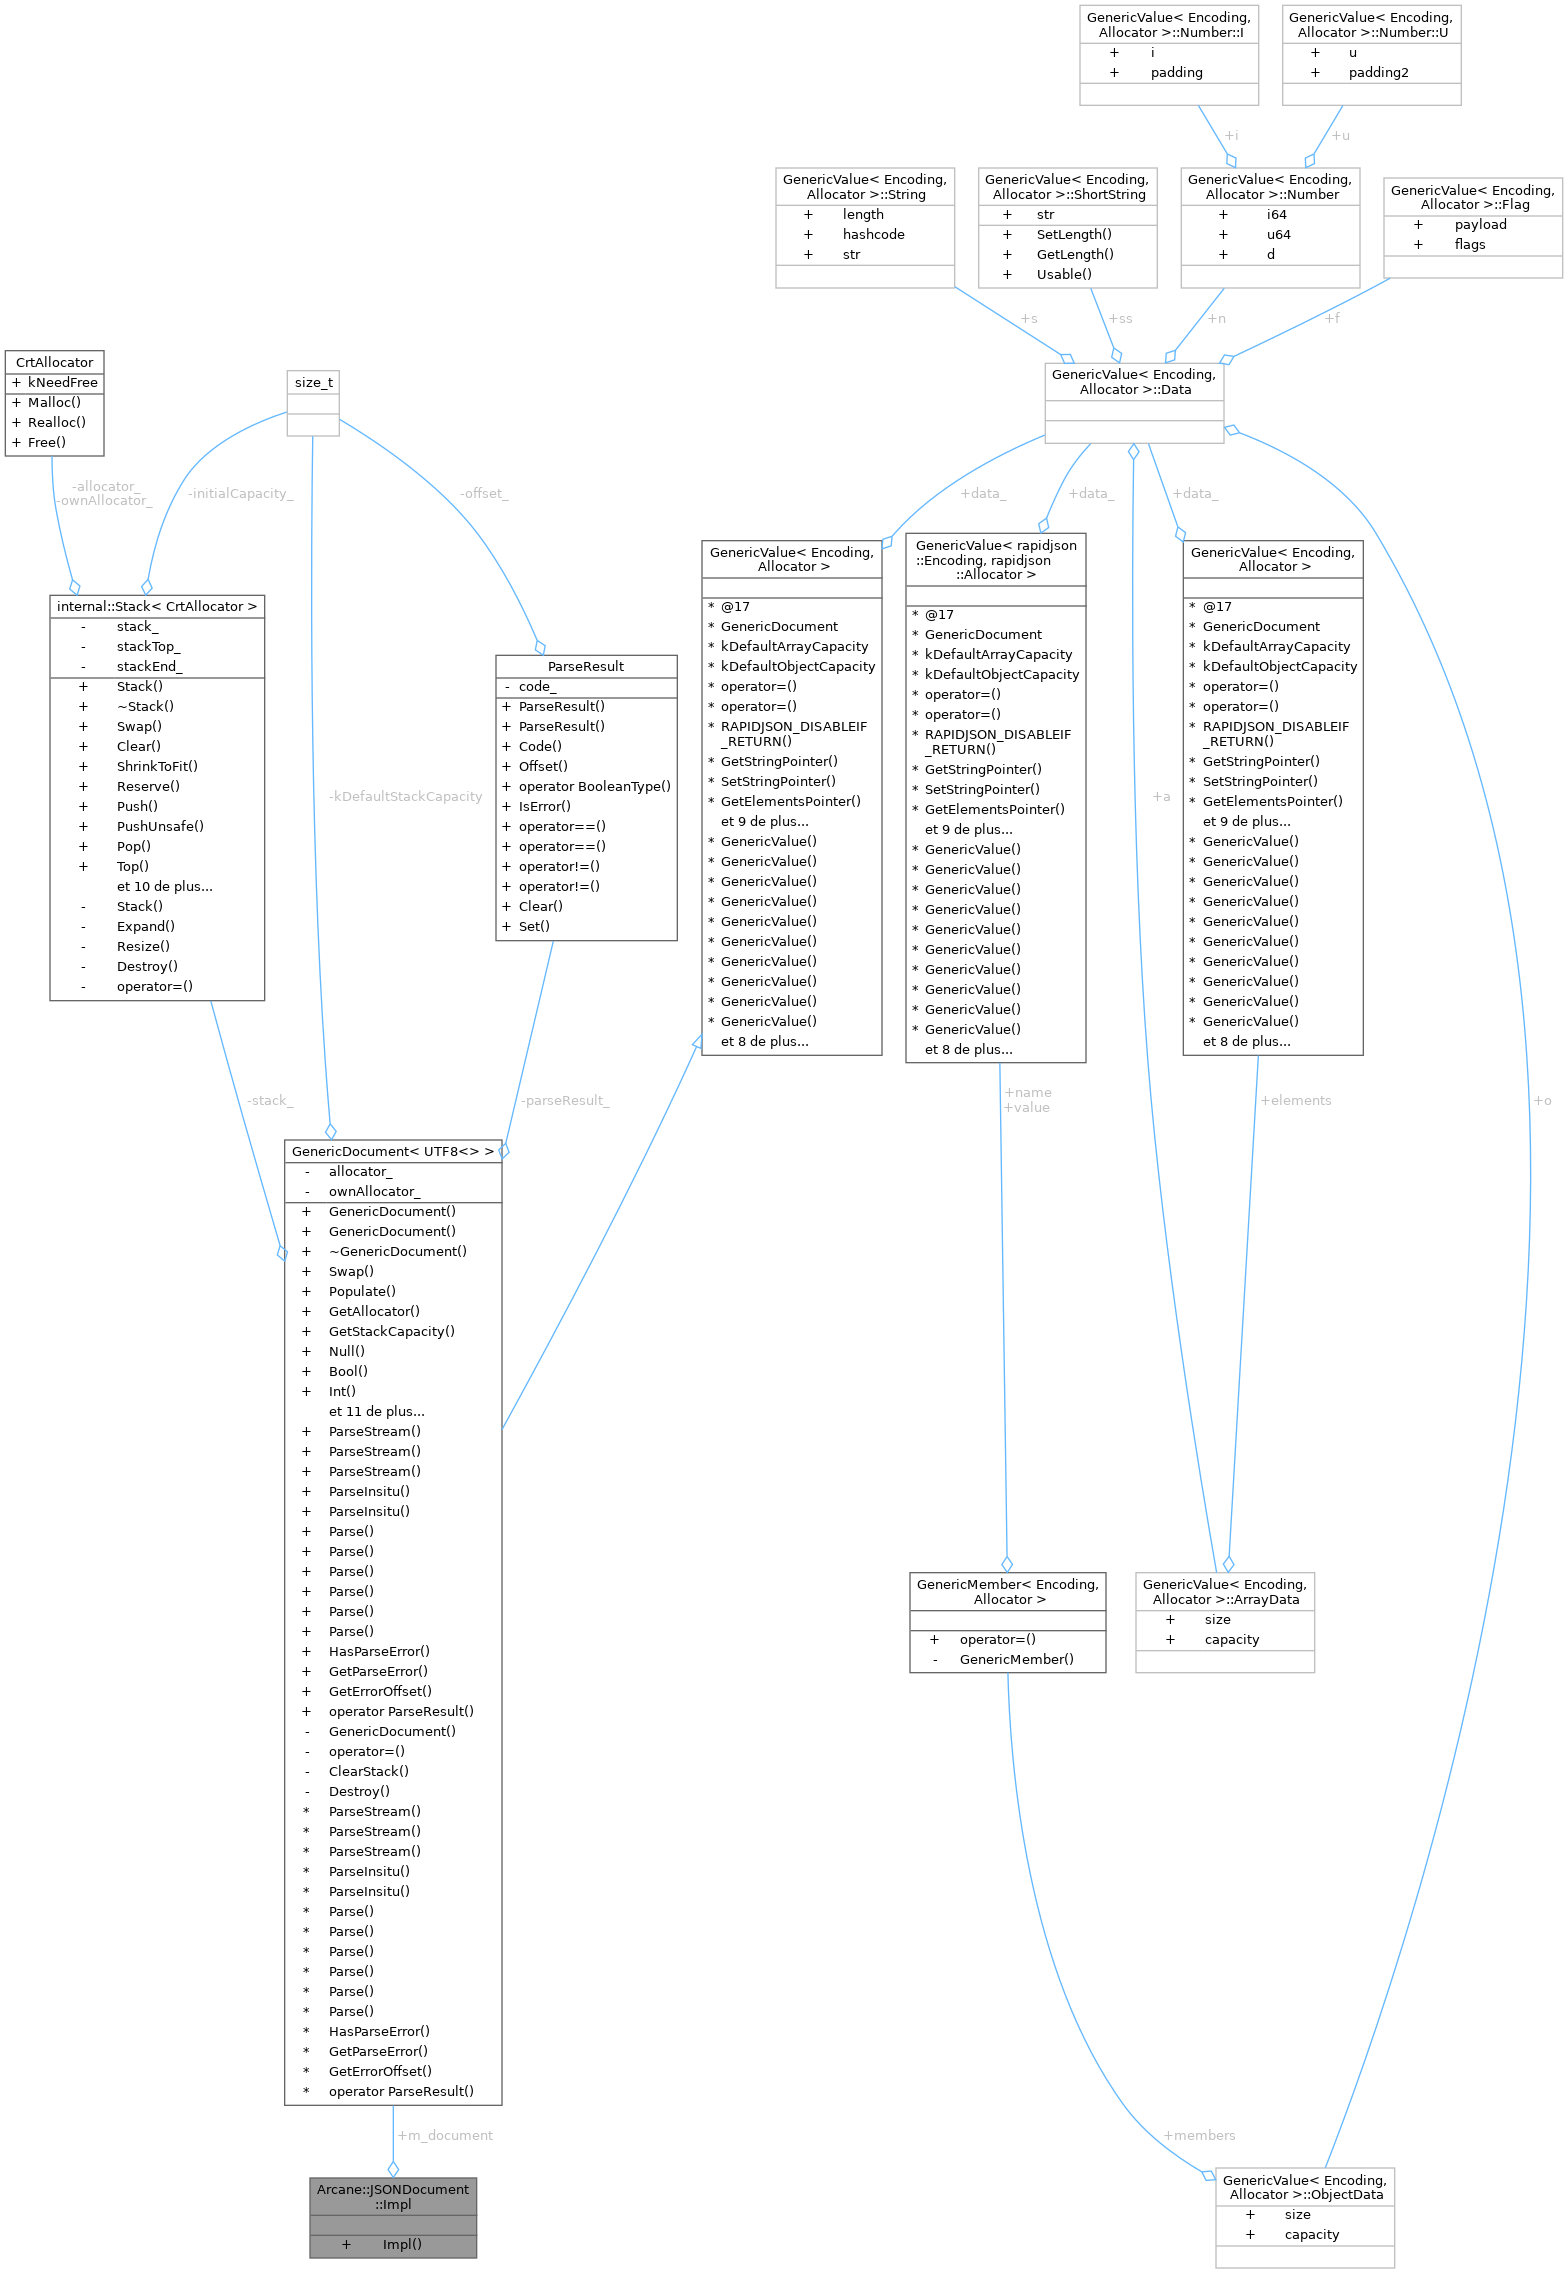 GenericValue< Encoding,
Allocator >::Number::I
+ i
+ padding
GenericValue< Encoding,
Allocator >::Number::U
+ u
+ padding2
+i
+u
GenericValue< Encoding,
Allocator >::String
+ length
+ hashcode
+ str
GenericValue< Encoding,
Allocator >::ShortString
+ str
+ SetLength()
+ GetLength()
+ Usable()
GenericValue< Encoding,
Allocator >::Number
+ i64
+ u64
+ d
GenericValue< Encoding,
Allocator >::Flag
+ payload
+ flags
+s
+ss
+n
+f
CrtAllocator
+ kNeedFree
+ Malloc()
+ Realloc()
+ Free()
size_t
GenericValue< Encoding,
Allocator >::Data
-allocator_
-ownAllocator_
-initialCapacity_
-offset_
+data_
+data_
+data_
internal::Stack< CrtAllocator >
- stack_
- stackTop_
- stackEnd_
+ Stack()
+ ~Stack()
+ Swap()
+ Clear()
+ ShrinkToFit()
+ Reserve()
+ Push()
+ PushUnsafe()
+ Pop()
+ Top()
et 10 de plus...
- Stack()
- Expand()
- Resize()
- Destroy()
- operator=()
-kDefaultStackCapacity
ParseResult
- code_
+ ParseResult()
+ ParseResult()
+ Code()
+ Offset()
+ operator BooleanType()
+ IsError()
+ operator==()
+ operator==()
+ operator!=()
+ operator!=()
+ Clear()
+ Set()
GenericValue< Encoding,
Allocator >
* @17
* GenericDocument
* kDefaultArrayCapacity
* kDefaultObjectCapacity
* operator=()
* operator=()
* RAPIDJSON_DISABLEIF
_RETURN()
* GetStringPointer()
* SetStringPointer()
* GetElementsPointer()
et 9 de plus...
* GenericValue()
* GenericValue()
* GenericValue()
* GenericValue()
* GenericValue()
* GenericValue()
* GenericValue()
* GenericValue()
* GenericValue()
* GenericValue()
et 8 de plus...
GenericValue< rapidjson
::Encoding, rapidjson
::Allocator >
* @17
* GenericDocument
* kDefaultArrayCapacity
* kDefaultObjectCapacity
* operator=()
* operator=()
* RAPIDJSON_DISABLEIF
_RETURN()
* GetStringPointer()
* SetStringPointer()
* GetElementsPointer()
et 9 de plus...
* GenericValue()
* GenericValue()
* GenericValue()
* GenericValue()
* GenericValue()
* GenericValue()
* GenericValue()
* GenericValue()
* GenericValue()
* GenericValue()
et 8 de plus...
+a
GenericValue< Encoding,
Allocator >
* @17
* GenericDocument
* kDefaultArrayCapacity
* kDefaultObjectCapacity
* operator=()
* operator=()
* RAPIDJSON_DISABLEIF
_RETURN()
* GetStringPointer()
* SetStringPointer()
* GetElementsPointer()
et 9 de plus...
* GenericValue()
* GenericValue()
* GenericValue()
* GenericValue()
* GenericValue()
* GenericValue()
* GenericValue()
* GenericValue()
* GenericValue()
* GenericValue()
et 8 de plus...
-stack_
-parseResult_
+name
+value
+elements
+o
GenericDocument< UTF8<> >
- allocator_
- ownAllocator_
+ GenericDocument()
+ GenericDocument()
+ ~GenericDocument()
+ Swap()
+ Populate()
+ GetAllocator()
+ GetStackCapacity()
+ Null()
+ Bool()
+ Int()
et 11 de plus...
+ ParseStream()
+ ParseStream()
+ ParseStream()
+ ParseInsitu()
+ ParseInsitu()
+ Parse()
+ Parse()
+ Parse()
+ Parse()
+ Parse()
+ Parse()
+ HasParseError()
+ GetParseError()
+ GetErrorOffset()
+ operator ParseResult()
- GenericDocument()
- operator=()
- ClearStack()
- Destroy()
* ParseStream()
* ParseStream()
* ParseStream()
* ParseInsitu()
* ParseInsitu()
* Parse()
* Parse()
* Parse()
* Parse()
* Parse()
* Parse()
* HasParseError()
* GetParseError()
* GetErrorOffset()
* operator ParseResult()
GenericMember< Encoding,
Allocator >
+ operator=()
- GenericMember()
GenericValue< Encoding,
Allocator >::ArrayData
+ size
+ capacity
+m_document
+members
Arcane::JSONDocument
::Impl
+ Impl()
GenericValue< Encoding,
Allocator >::ObjectData
+ size
+ capacity